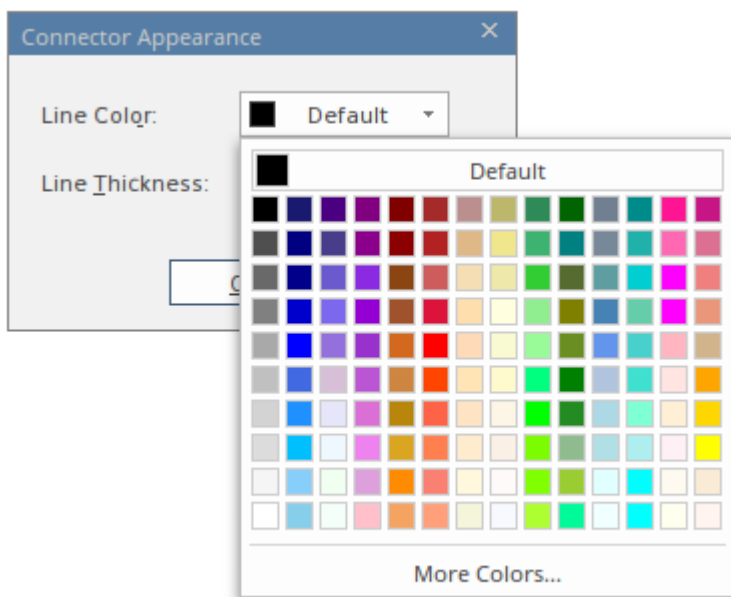 Connector Appearance
Line Color:
Default
Default
Line Thickness:
More Colors...